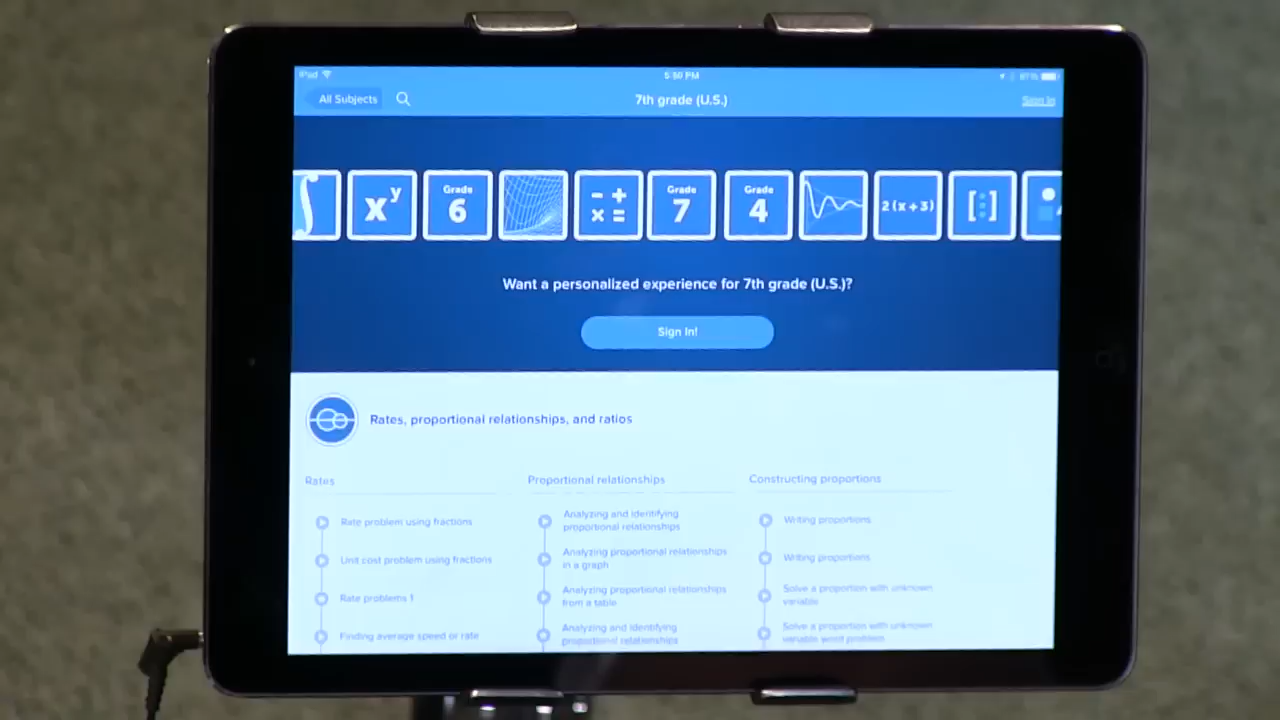 iPad 5:50 PM
All Subjects 7th grade (U.S.) Sign In
x^y Grade 6 - + x = Grade 7 Grade 4 2(x+3)
Want a personalized experience for 7th grade (U.S.)?
Sign In!
Rates, proportional relationships, and ratios
Rates
Rate problem using fractions
Unit cost problem using fractions
Rate problems 1
Finding average speed or rate
Proportional relationships
Analyzing and identifying
proportional relationships
Analyzing proportional relationships
in a graph
Analyzing proportional relationships
from a table
Analyzing and identifying
proportional relationships
Constructing proportions
Writing proportions
Writing proportions
Solve a proportion with unknown
variable
Solve a proportion with unknown
variable word problem